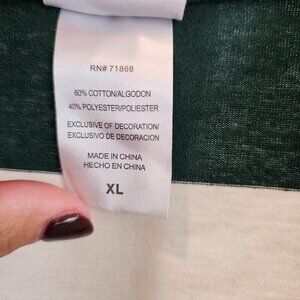 RN# 71868
60% COTTON/ALGODON
40% POLYESTER/POLIESTER
EXCLUSIVE OF DECORATION/
EXCLUSIVO DE DECORACION
MADE IN CHINA
HECHO EN CHINA
XL